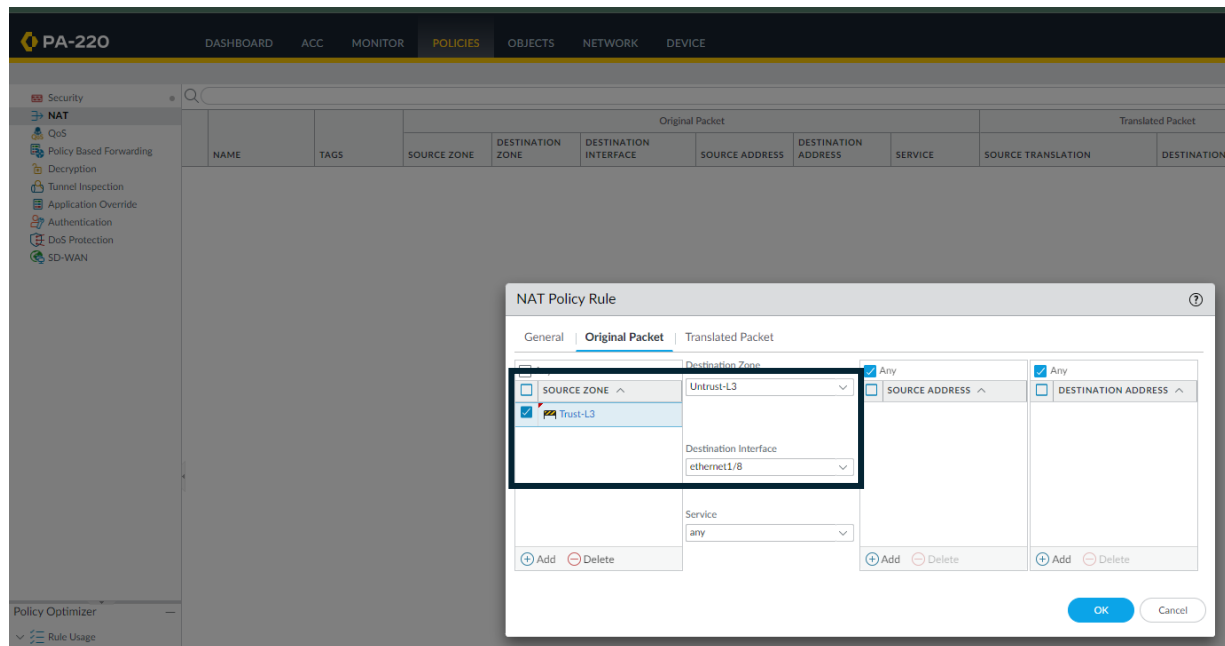 PA-220
DASHBOARD ACC MONITOR POLICIES OBJECTS NETWORK DEVICE
Security
NAT
QoS
Policy Based Forwarding
Decryption
Tunnel Inspection
Application Override
Authentication
DoS Protection
SD-WAN
Original Packet Translated Packet
NAME TAGS SOURCE ZONE DESTINATION ZONE DESTINATION INTERFACE SOURCE ADDRESS DESTINATION ADDRESS SERVICE SOURCE TRANSLATION DESTINATION
NAT Policy Rule
General Original Packet Translated Packet
Destination Zone
Any Any
SOURCE ZONE Untrust-L3 SOURCE ADDRESS DESTINATION ADDRESS
Trust-L3
Destination Interface
ethernet1/8
Service
any
Add Delete Add Delete Add Delete
OK Cancel
Policy Optimizer
Rule Usage